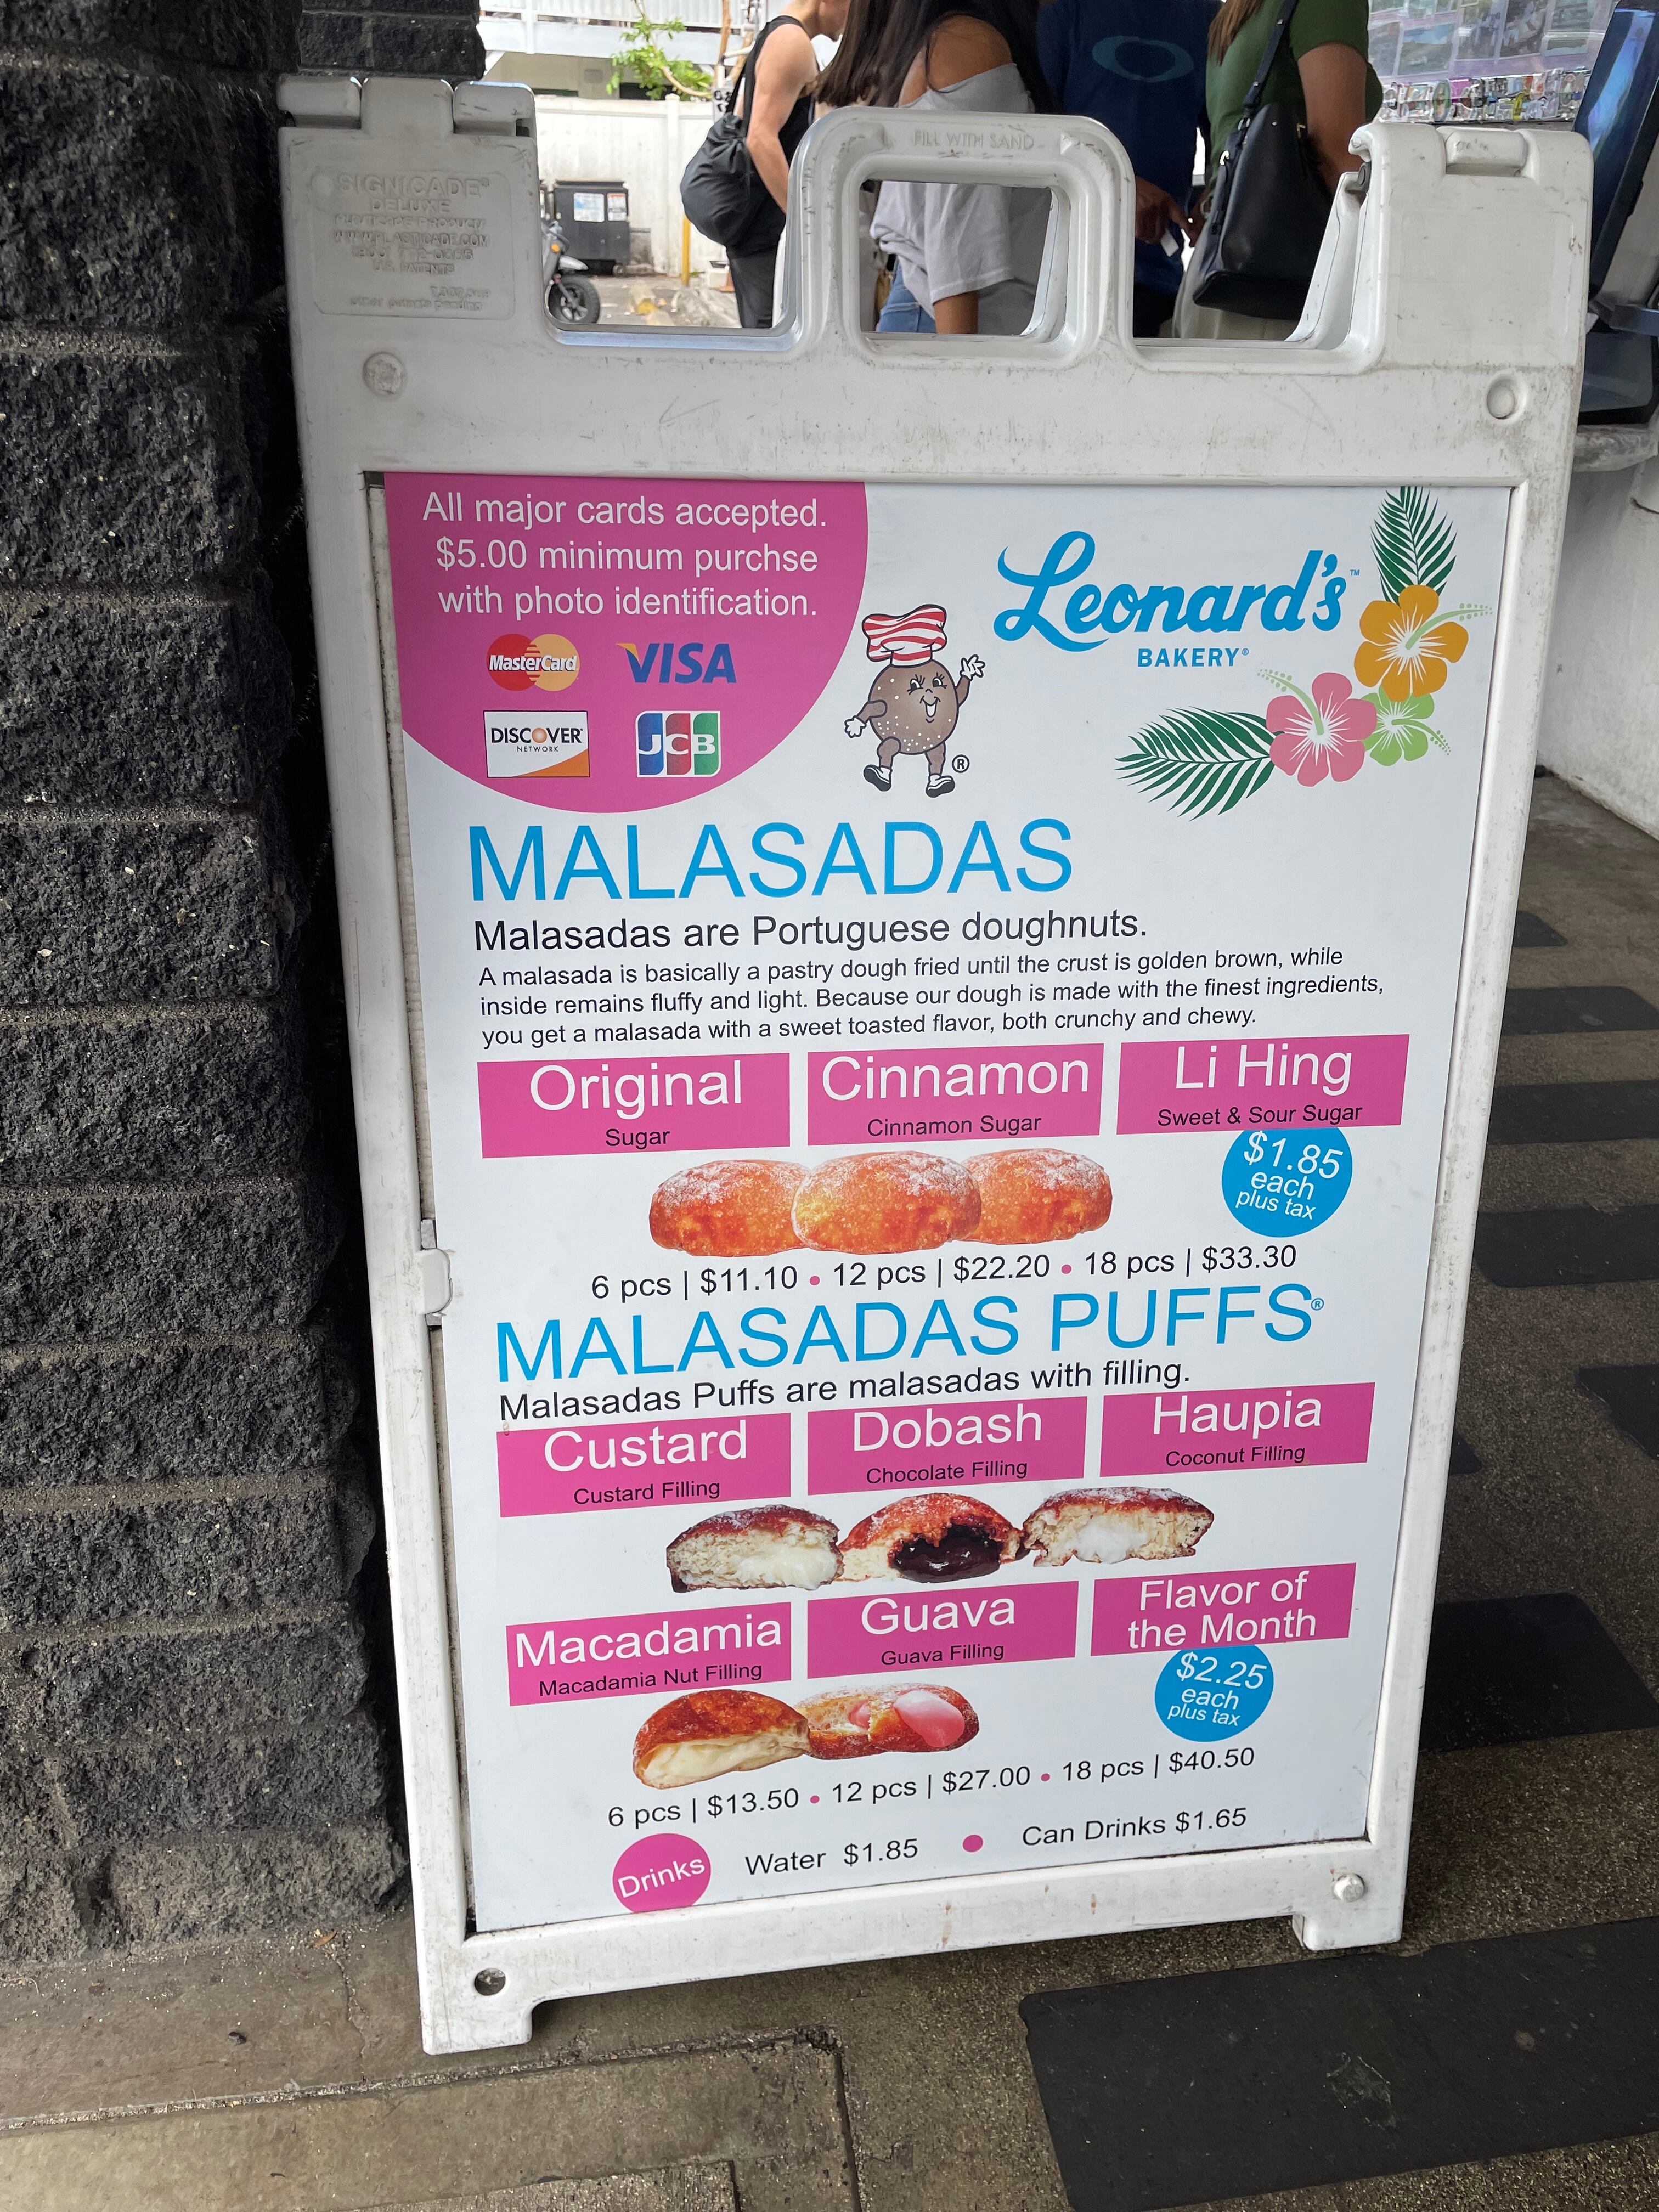 FILL WITH SAND
SIGNICADE®
DELUXE
U.S. PATENTS
All major cards accepted.
$5.00 minimum purchse
with photo identification.
MasterCard
VISA
DISCOVER
NETWORK
JCB
®
Leonard's™
BAKERY®
MALASADAS
Malasadas are Portuguese doughnuts.
A malasada is basically a pastry dough fried until the crust is golden brown, while
inside remains fluffy and light. Because our dough is made with the finest ingredients,
you get a malasada with a sweet toasted flavor, both crunchy and chewy.
Original
Sugar
Cinnamon
Cinnamon Sugar
Li Hing
Sweet & Sour Sugar
$1.85
each
plus tax
6 pcs | $11.10 • 12 pcs | $22.20 • 18 pcs | $33.30
MALASADAS PUFFS®
Malasadas Puffs are malasadas with filling.
Custard
Custard Filling
Dobash
Chocolate Filling
Haupia
Coconut Filling
Macadamia
Macadamia Nut Filling
Guava
Guava Filling
Flavor of
the Month
$2.25
each
plus tax
6 pcs | $13.50 • 12 pcs | $27.00 • 18 pcs | $40.50
Drinks
Water $1.85 • Can Drinks $1.65